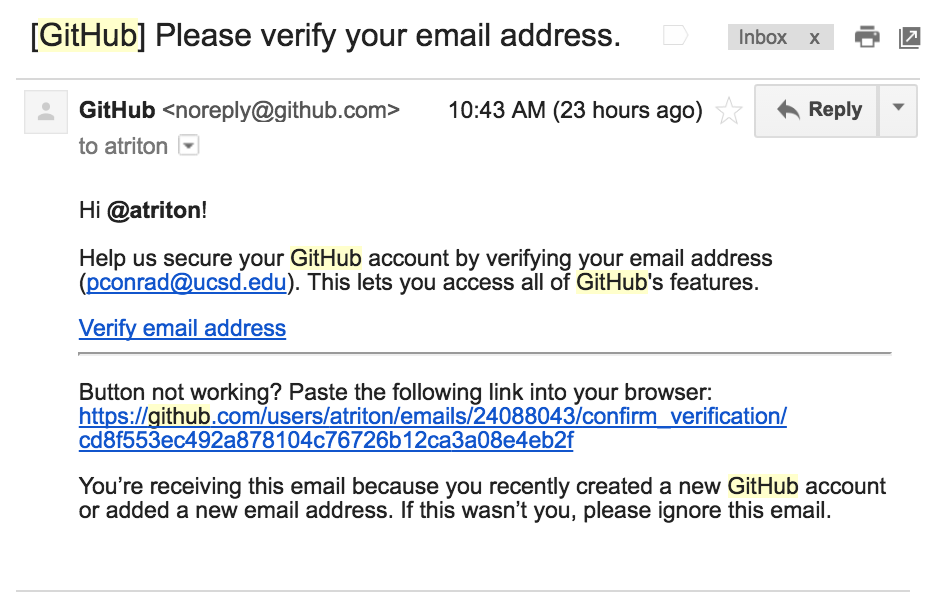 [GitHub] Please verify your email address.
Inbox x
GitHub <noreply@github.com>
10:43 AM (23 hours ago)
Reply
to atriton
Hi @atriton!
Help us secure your GitHub account by verifying your email address
(pconrad@ucsd.edu). This lets you access all of GitHub's features.
Verify email address
Button not working? Paste the following link into your browser:
https://github.com/users/atriton/emails/24088043/confirm_verification/
cd8f553ec492a878104c76726b12ca3a08e4eb2f
You’re receiving this email because you recently created a new GitHub account
or added a new email address. If this wasn’t you, please ignore this email.